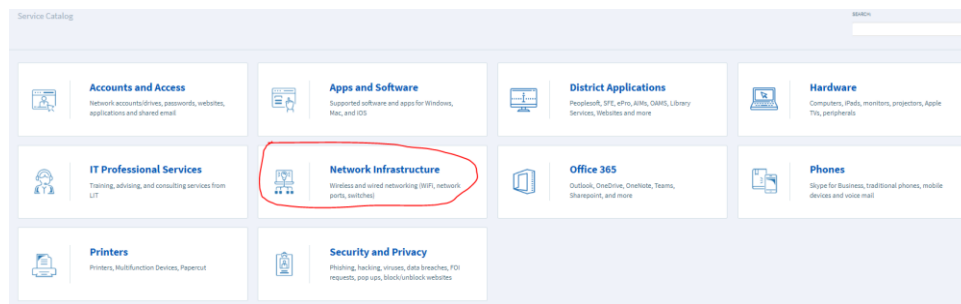 Service Catalog
SEARCH
Accounts and Access
Network accounts/drives, passwords, websites,
applications and shared email
Apps and Software
Supported software and apps for Windows,
Mac, and IOS
District Applications
Peoplesoft, SFE, ePro, AIMs, OAMS, Library
Services, Websites and more
Hardware
Computers, iPads, monitors, projectors, Apple
TVs, peripherals
IT Professional Services
Training, advising, and consulting services from
LIT
Network Infrastructure
Wireless and wired networking (WiFi, network
ports, switches)
Office 365
Outlook, OneDrive, OneNote, Teams,
Sharepoint, and more
Phones
Skype for Business, traditional phones, mobile
devices and voice mail
Printers
Printers, Multifunction Devices, Papercut
Security and Privacy
Phishing, hacking, viruses, data breaches, FOI
requests, pop ups, block/unblock websites